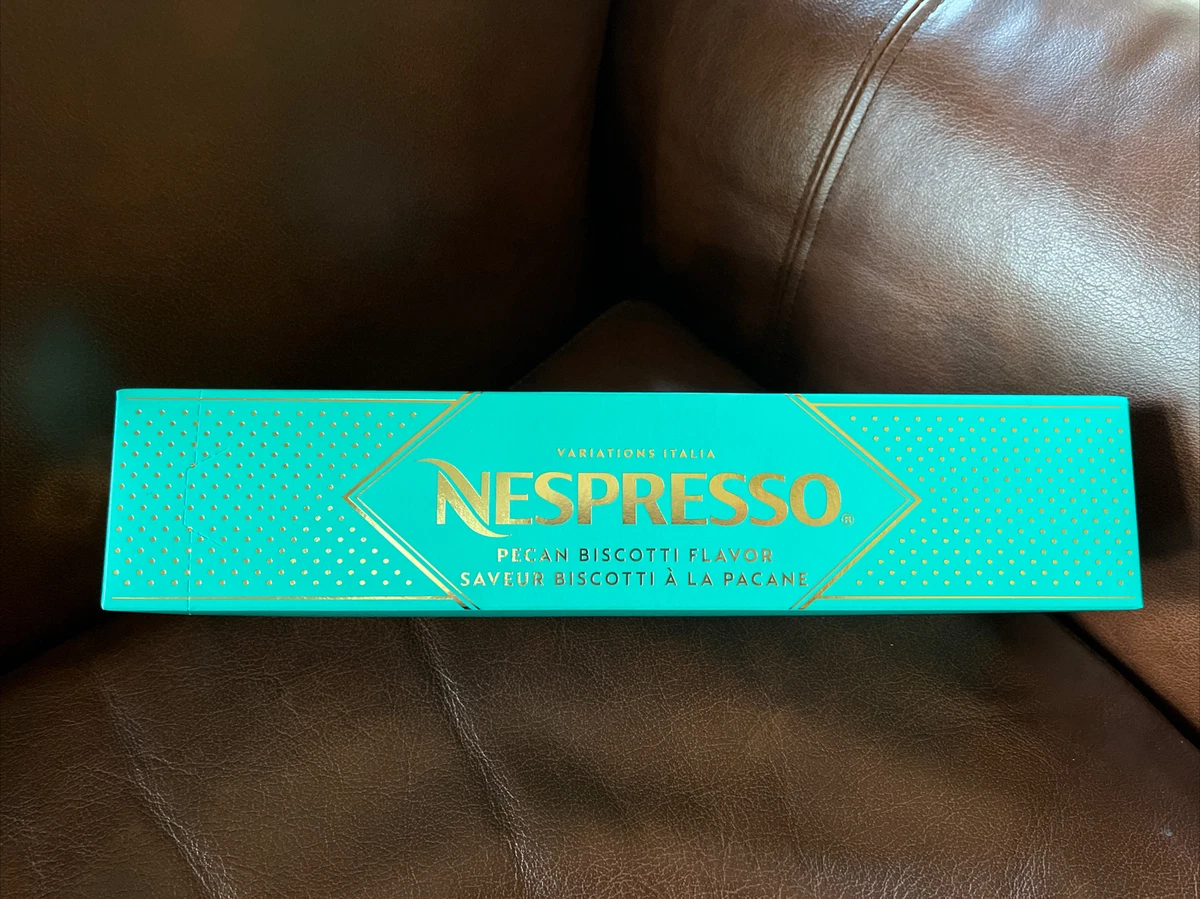 VARIATIONS ITALIA
NESPRESSO®
PECAN BISCOTTI FLAVOR
SAVEUR BISCOTTI À LA PACANE